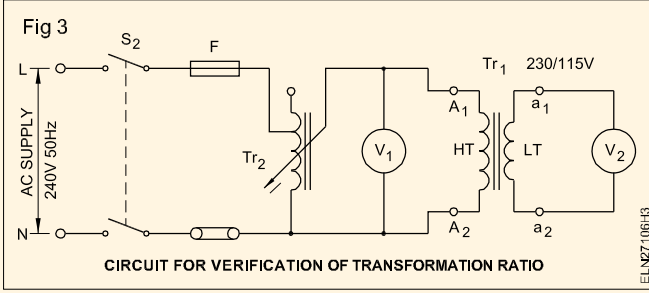 Fig 3
S2
F
L
Tr1 230/115V
A1
a1
AC SUPPLY
240V 50Hz
Tr2
V1
HT
LT
V2
N
A2
a2
CIRCUIT FOR VERIFICATION OF TRANSFORMATION RATIO
ELN27106H3